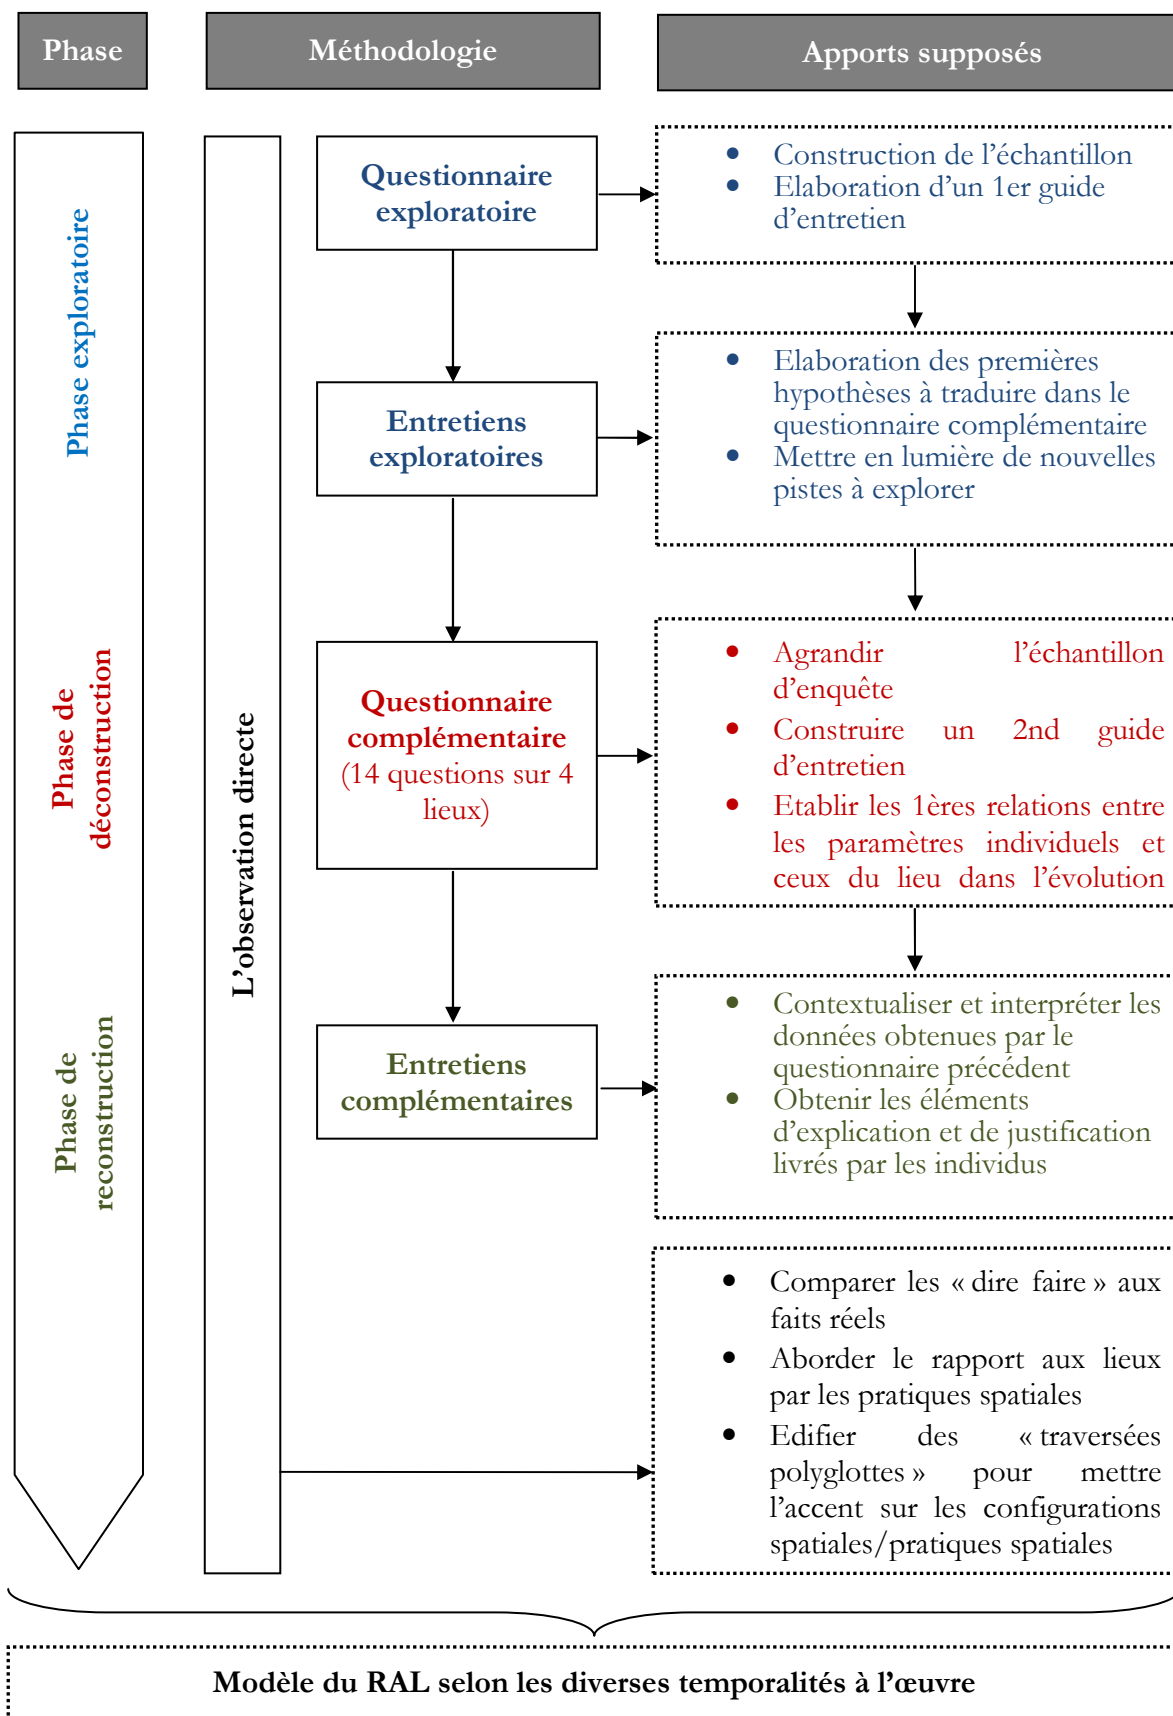 Phase
Méthodologie
Apports supposés
Phase exploratoire
Phase de
déconstruction
Phase de
reconstruction
L'observation directe
Questionnaire
exploratoire
• Construction de l'échantillon
• Elaboration d'un 1er guide
d'entretien
Entretiens
exploratoires
• Elaboration des premières
hypothèses à traduire dans le
questionnaire complémentaire
• Mettre en lumière de nouvelles
pistes à explorer
Questionnaire
complémentaire
(14 questions sur 4
lieux)
• Agrandir l'échantillon
d'enquête
• Construire un 2nd guide
d'entretien
• Etablir les 1ères relations entre
les paramètres individuels et
ceux du lieu dans l'évolution
Entretiens
complémentaires
• Contextualiser et interpréter les
données obtenues par le
questionnaire précédent
• Obtenir les éléments
d'explication et de justification
livrés par les individus
• Comparer les « dire faire » aux
faits réels
• Aborder le rapport aux lieux
par les pratiques spatiales
• Edifier des « traversées
polyglottes » pour mettre
l'accent sur les configurations
spatiales/pratiques spatiales
Modèle du RAL selon les diverses temporalités à l'œuvre